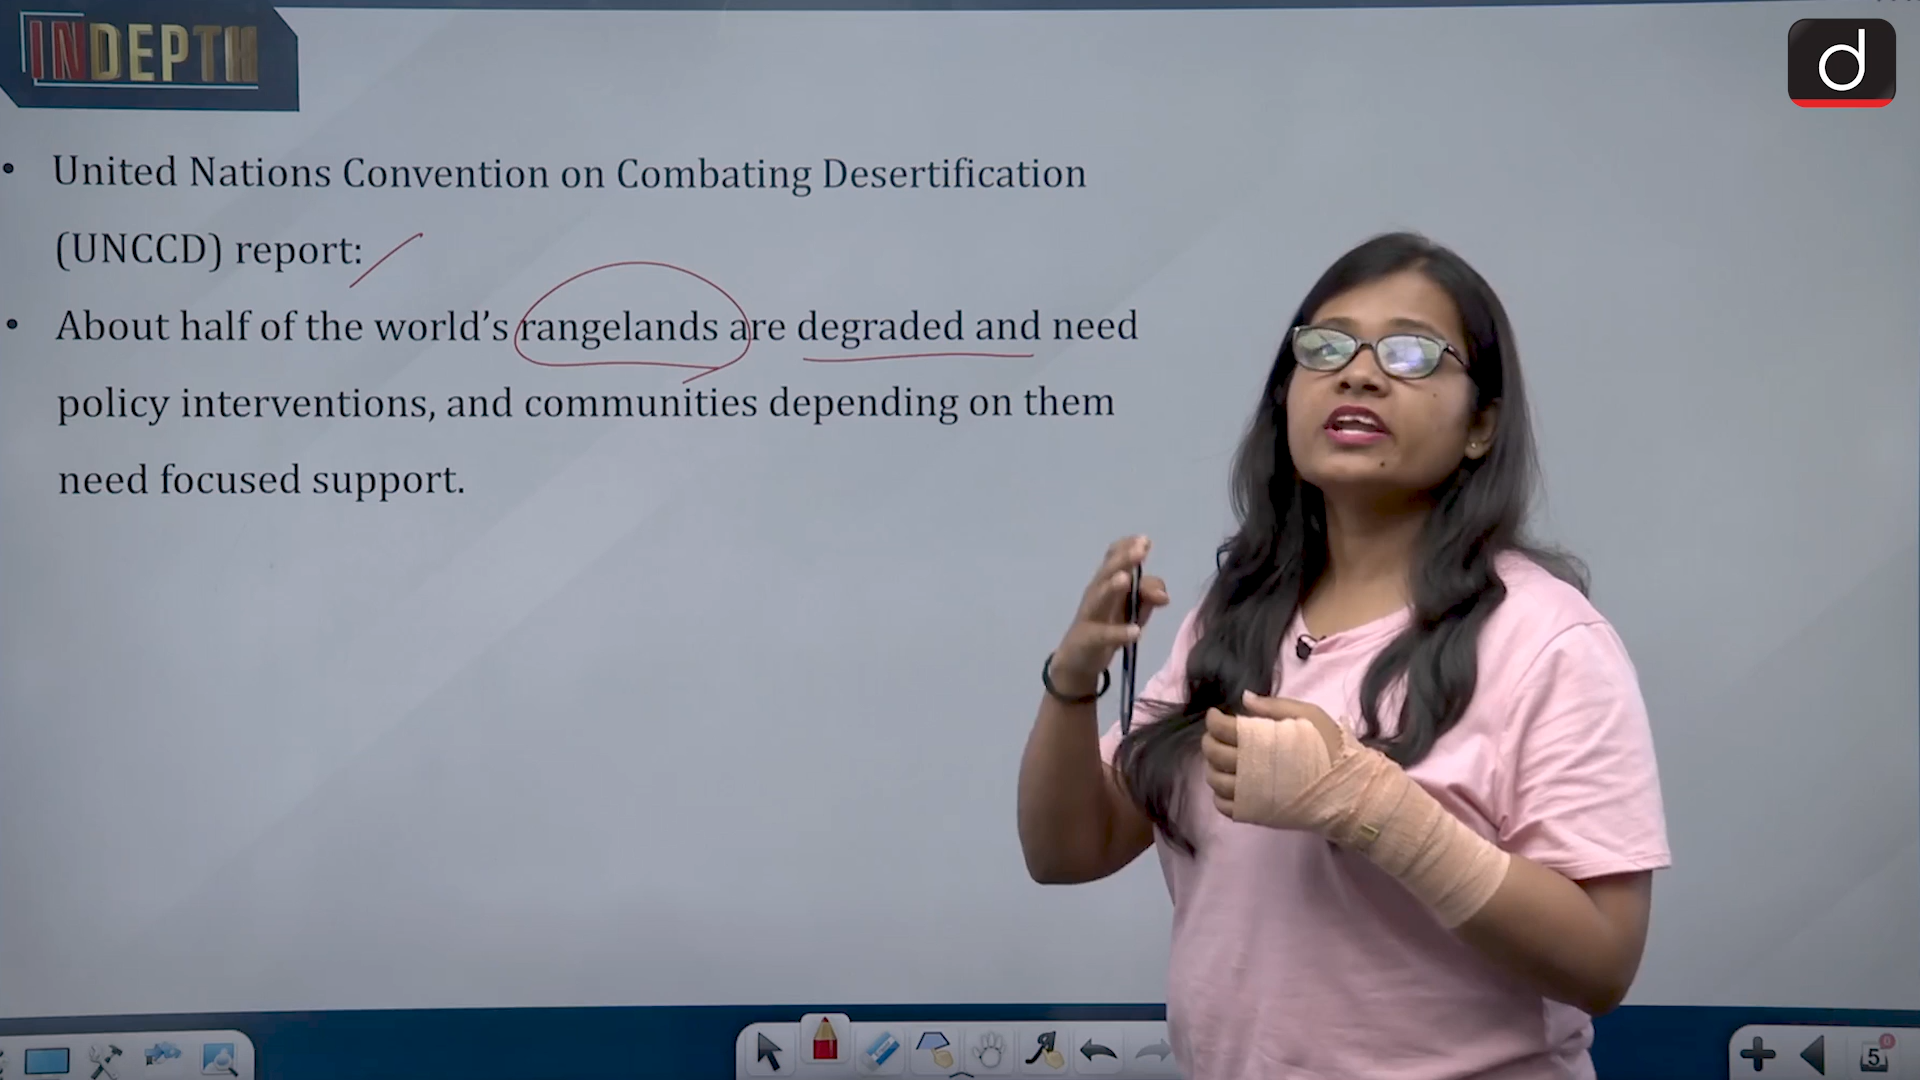 INDEPTH
d
• United Nations Convention on Combating Desertification
(UNCCD) report:
• About half of the world’s rangelands are degraded and need
policy interventions, and communities depending on them
need focused support.
5